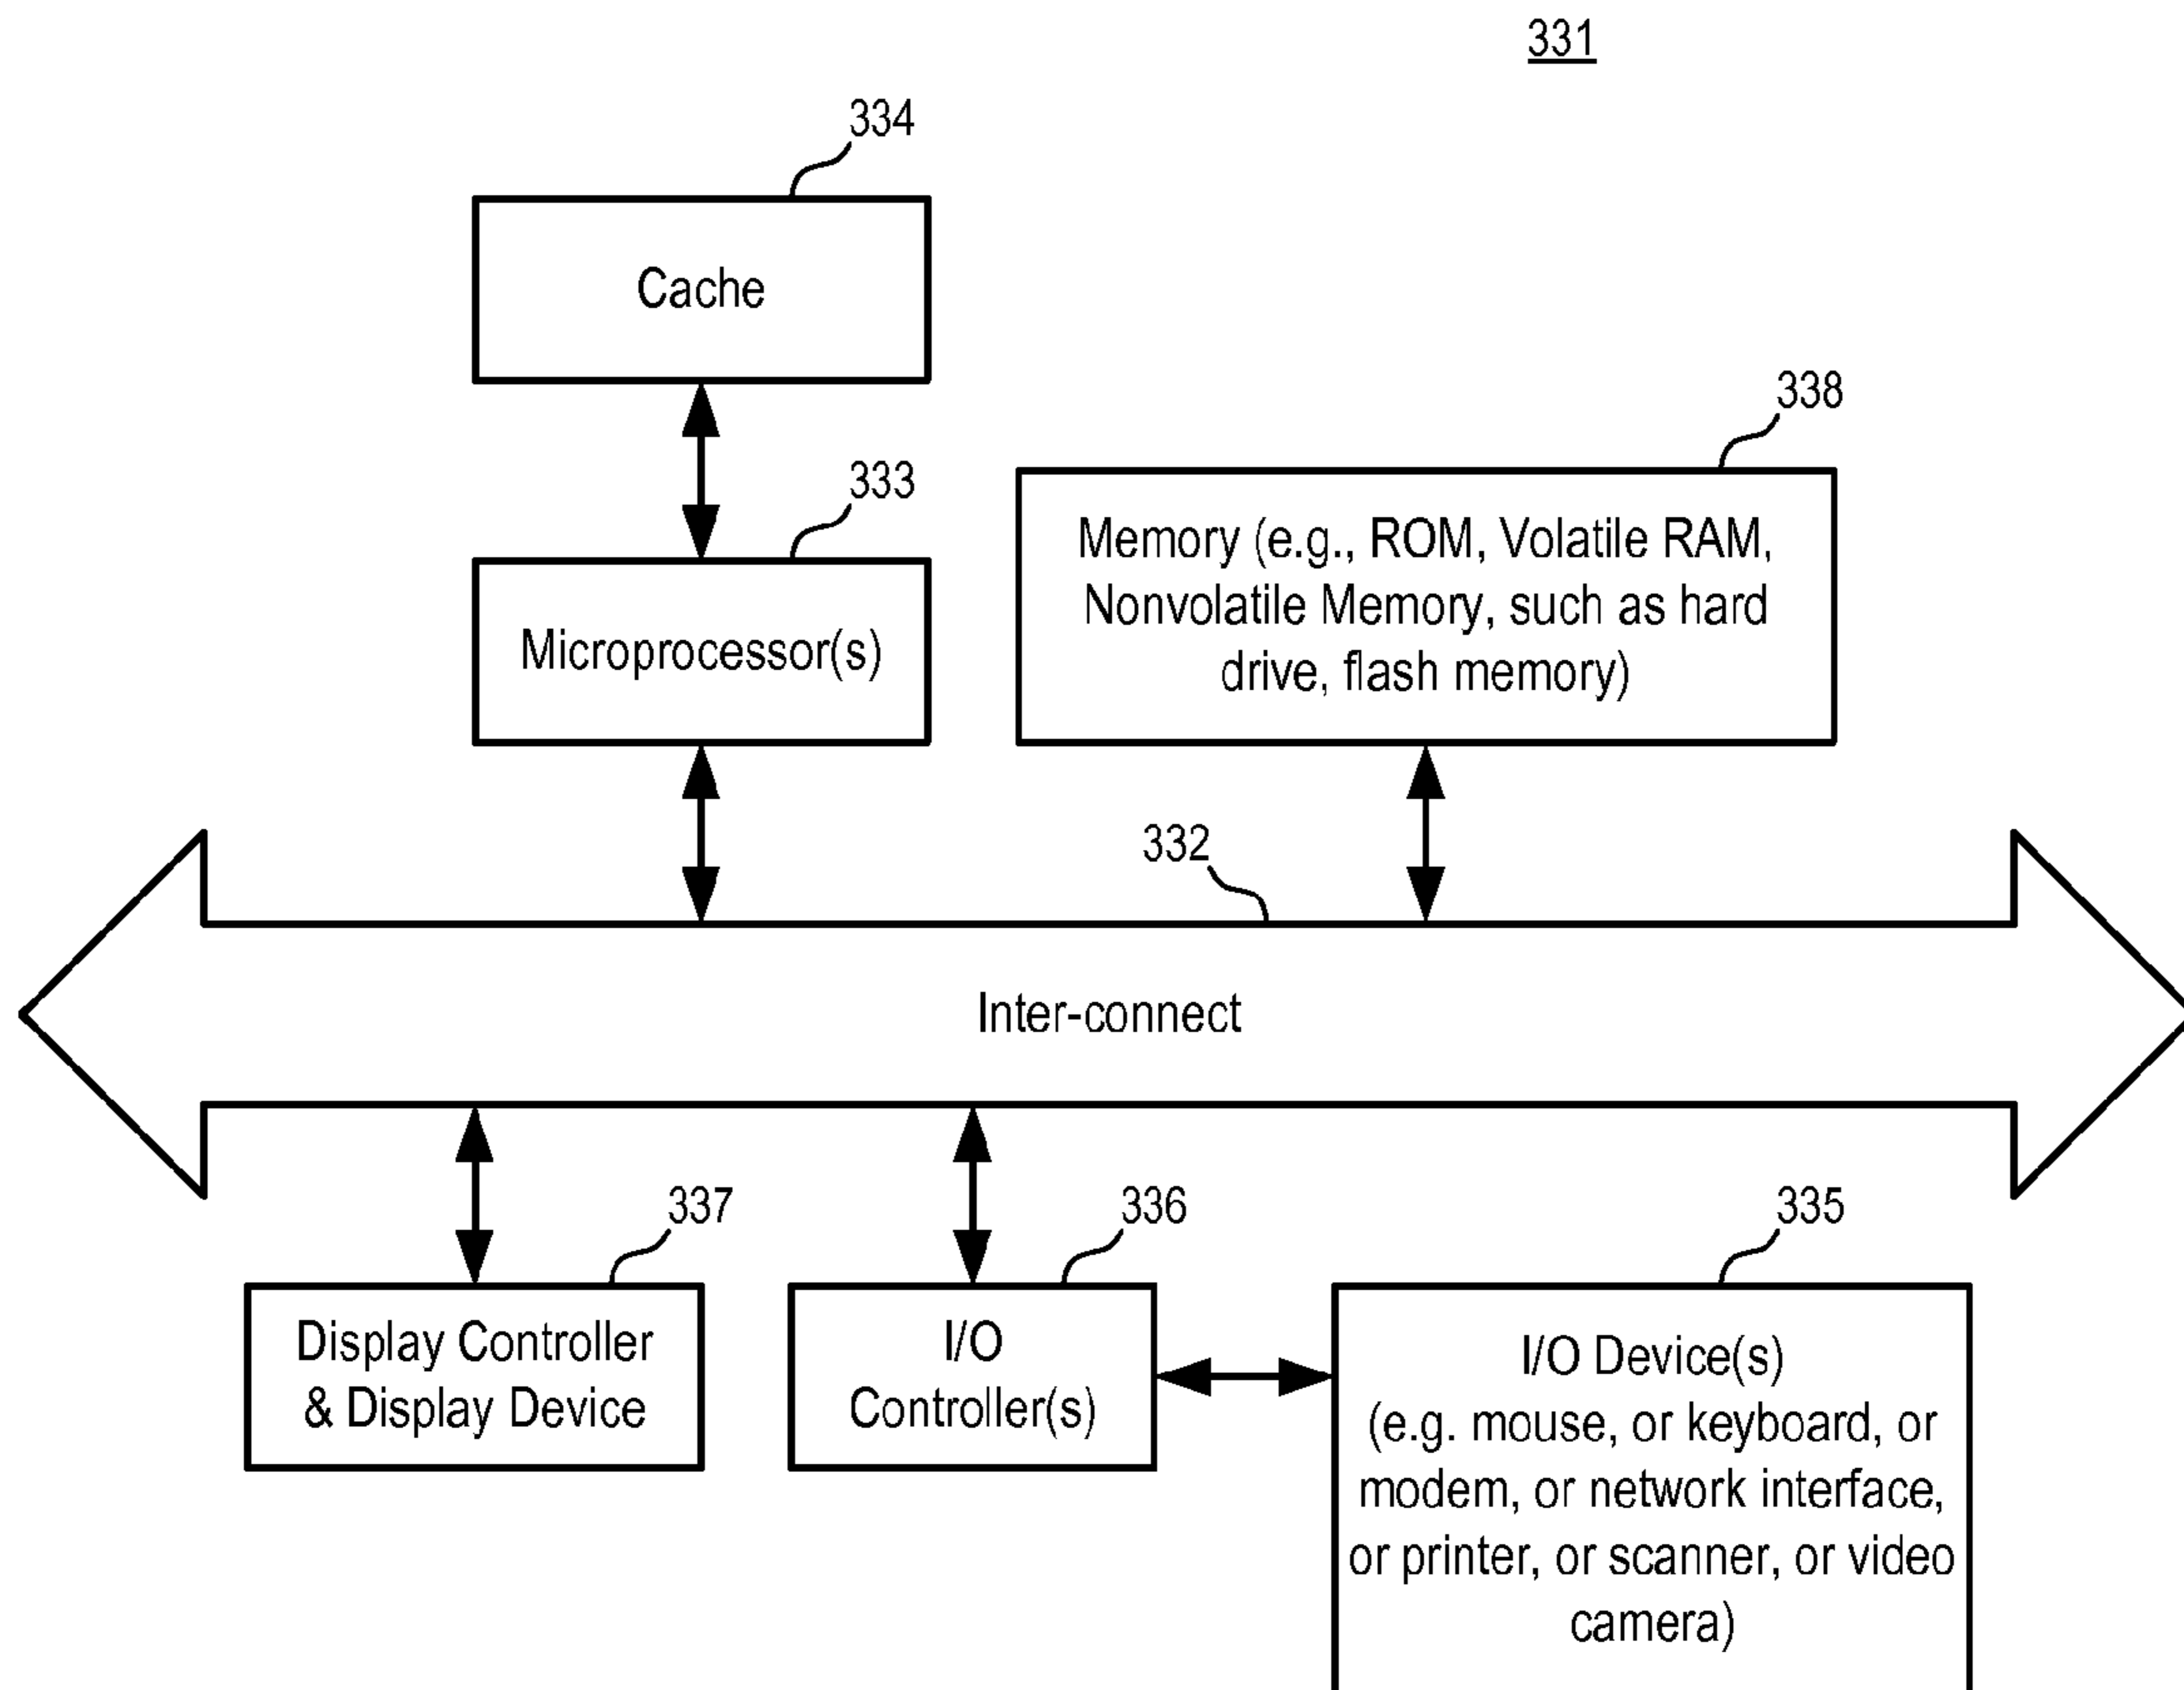 331
334
Cache
338
333
Memory (e.g., ROM, Volatile RAM,
Nonvolatile Memory, such as hard
drive, flash memory)
Microprocessor(s)
332
Inter-connect
337
336
335
Display Controller
& Display Device
I/O
Controller(s)
I/O Device(s)
(e.g. mouse, or keyboard, or
modem, or network interface,
or printer, or scanner, or video
camera)